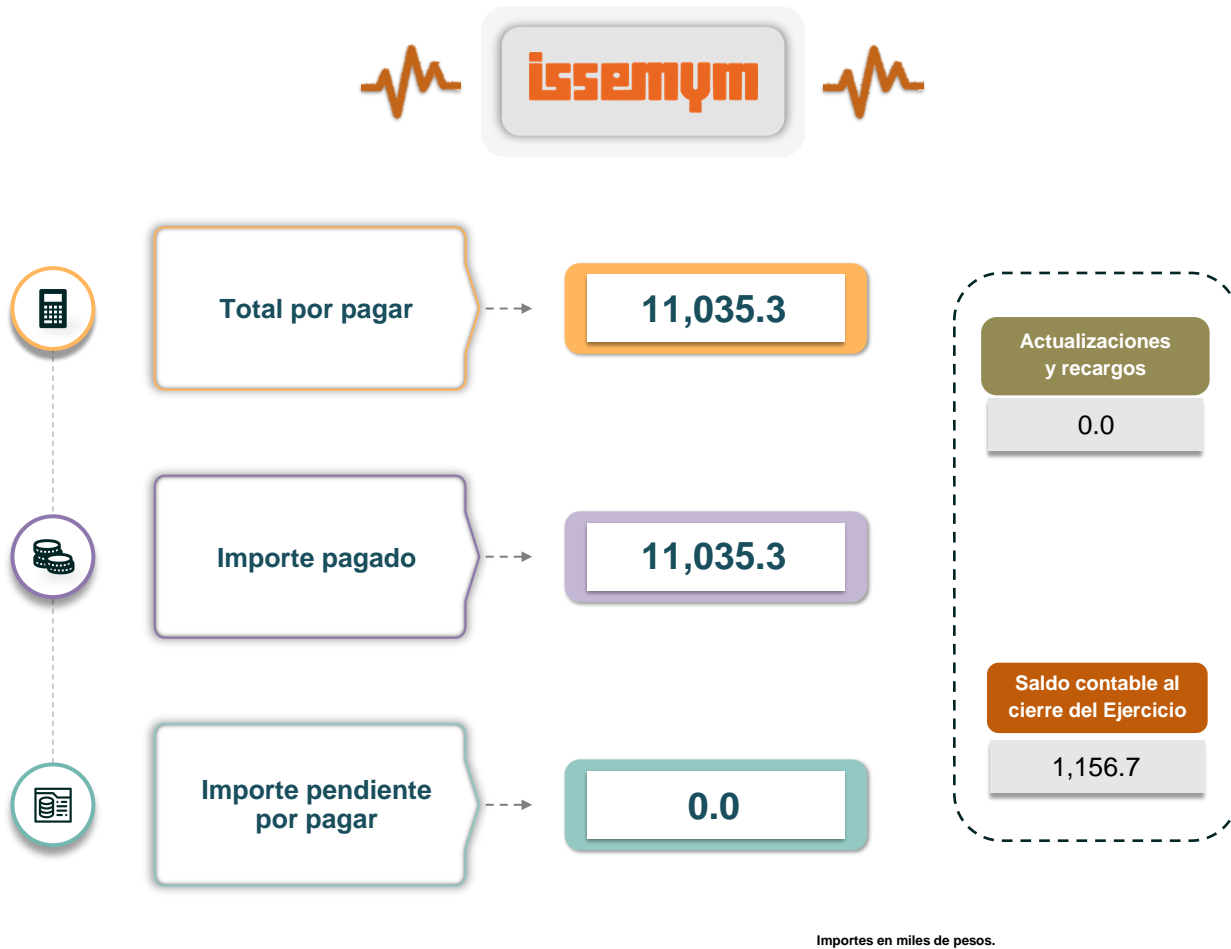 issemym
Total por pagar
11,035.3
Importe pagado
11,035.3
Importe pendiente
por pagar
0.0
Actualizaciones
y recargos
0.0
Saldo contable al
cierre del Ejercicio
1,156.7
Importes en miles de pesos.